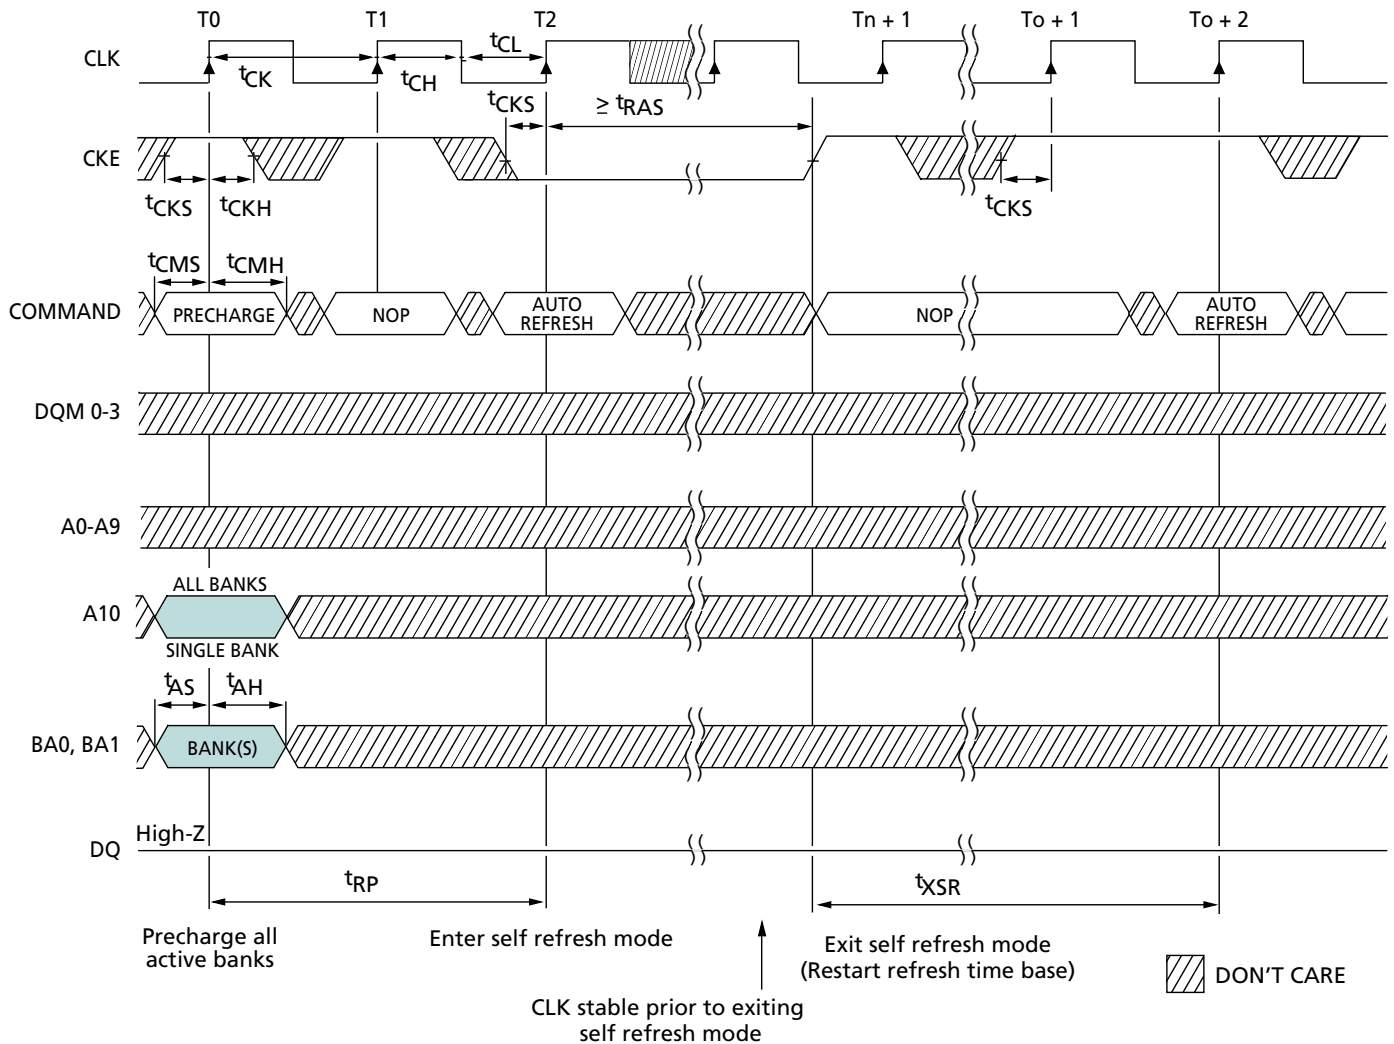 T0 T1 T2 Tn + 1 To + 1 To + 2
CLK
tCK tCH tCL
tCKS ≥ tRAS
CKE
tCKS tCKH tCKS
tCMS tCMH
COMMAND PRECHARGE NOP AUTO REFRESH NOP AUTO REFRESH
DQM 0-3
A0-A9
ALL BANKS
A10
SINGLE BANK
tAS tAH
BA0, BA1 BANK(S)
High-Z
DQ
tRP tXSR
Precharge all
active banks
Enter self refresh mode
CLK stable prior to exiting
self refresh mode
Exit self refresh mode
(Restart refresh time base)
DON'T CARE